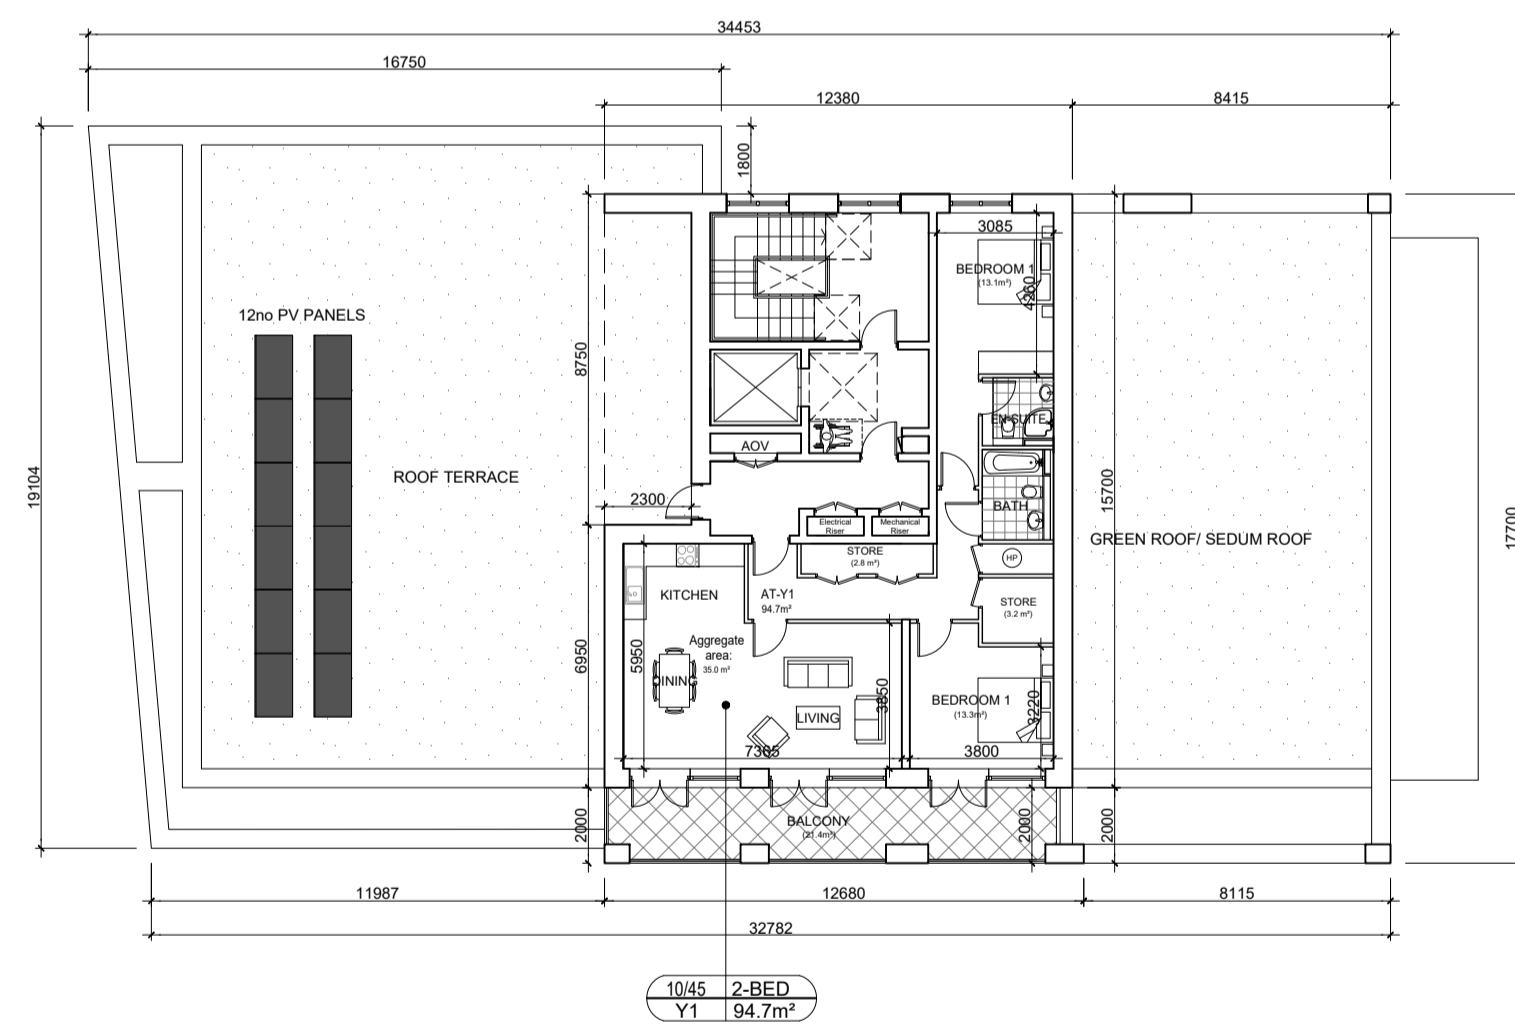 34453
16750
12380
8415
1800
3085
BEDROOM 1
(13.1m²)
4260
12no PV PANELS
8750
EN-SUITE
AOV
19104
ROOF TERRACE
2300
BATH
15700
17700
Electrical
Riser
Mechanical
Riser
GREEN ROOF/ SEDUM ROOF
STORE
(2.8 m²)
HP
KITCHEN
AT-Y1
94.7m²
STORE
(3.2 m²)
6950
5950
Aggregate
area:
35.0 m²
DINING
3850
BEDROOM 1
(13.3m²)
3220
LIVING
7365
3800
2000
BALCONY
(21.4m²)
2000
2000
11987
12680
8115
32782
10/45 2-BED
Y1 94.7m²